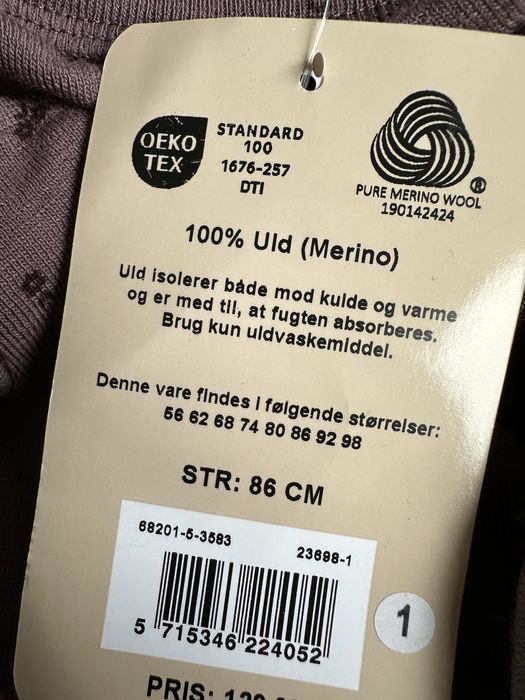 OEKO
TEX
STANDARD
100
1676-257
DTI
®
PURE MERINO WOOL
190142424
100% Uld (Merino)
Uld isolerer både mod kulde og varme
og er med til, at fugten absorberes.
Brug kun uldvaskemiddel.
Denne vare findes i følgende størrelser:
56 62 68 74 80 86 92 98
STR: 86 CM
68201-5-3583 23698-1
5 715346 224052
1
PRIS: